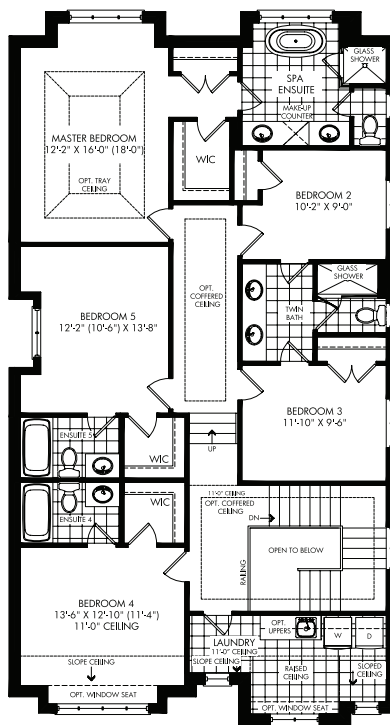 GLASS
SHOWER
SPA
ENSUITE
MAKE-UP
COUNTER
MASTER BEDROOM
12'-2" X 16'-0" (18'-0")
OPT. TRAY
CEILING
WIC
BEDROOM 2
10'-2" X 9'-0"
OPT.
COFFERED
CEILING
GLASS
SHOWER
TWIN
BATH
BEDROOM 5
12'-2" (10'-6") X 13'-8"
BEDROOM 3
11'-10" X 9'-6"
ENSUITE 5
WIC
UP
ENSUITE 4
WIC
11'-0" CEILING
OPT. COFFERED
CEILING
DN
OPEN TO BELOW
RAILING
BEDROOM 4
13'-6" X 12'-10" (11'-4")
11'-0" CEILING
SLOPE CEILING
OPT. WINDOW SEAT
LAUNDRY
11'-0" CEILING
SLOPE CEILING
OPT.
UPPERS
W
D
RAISED
CEILING
SLOPED
CEILING
OPT. WINDOW SEAT